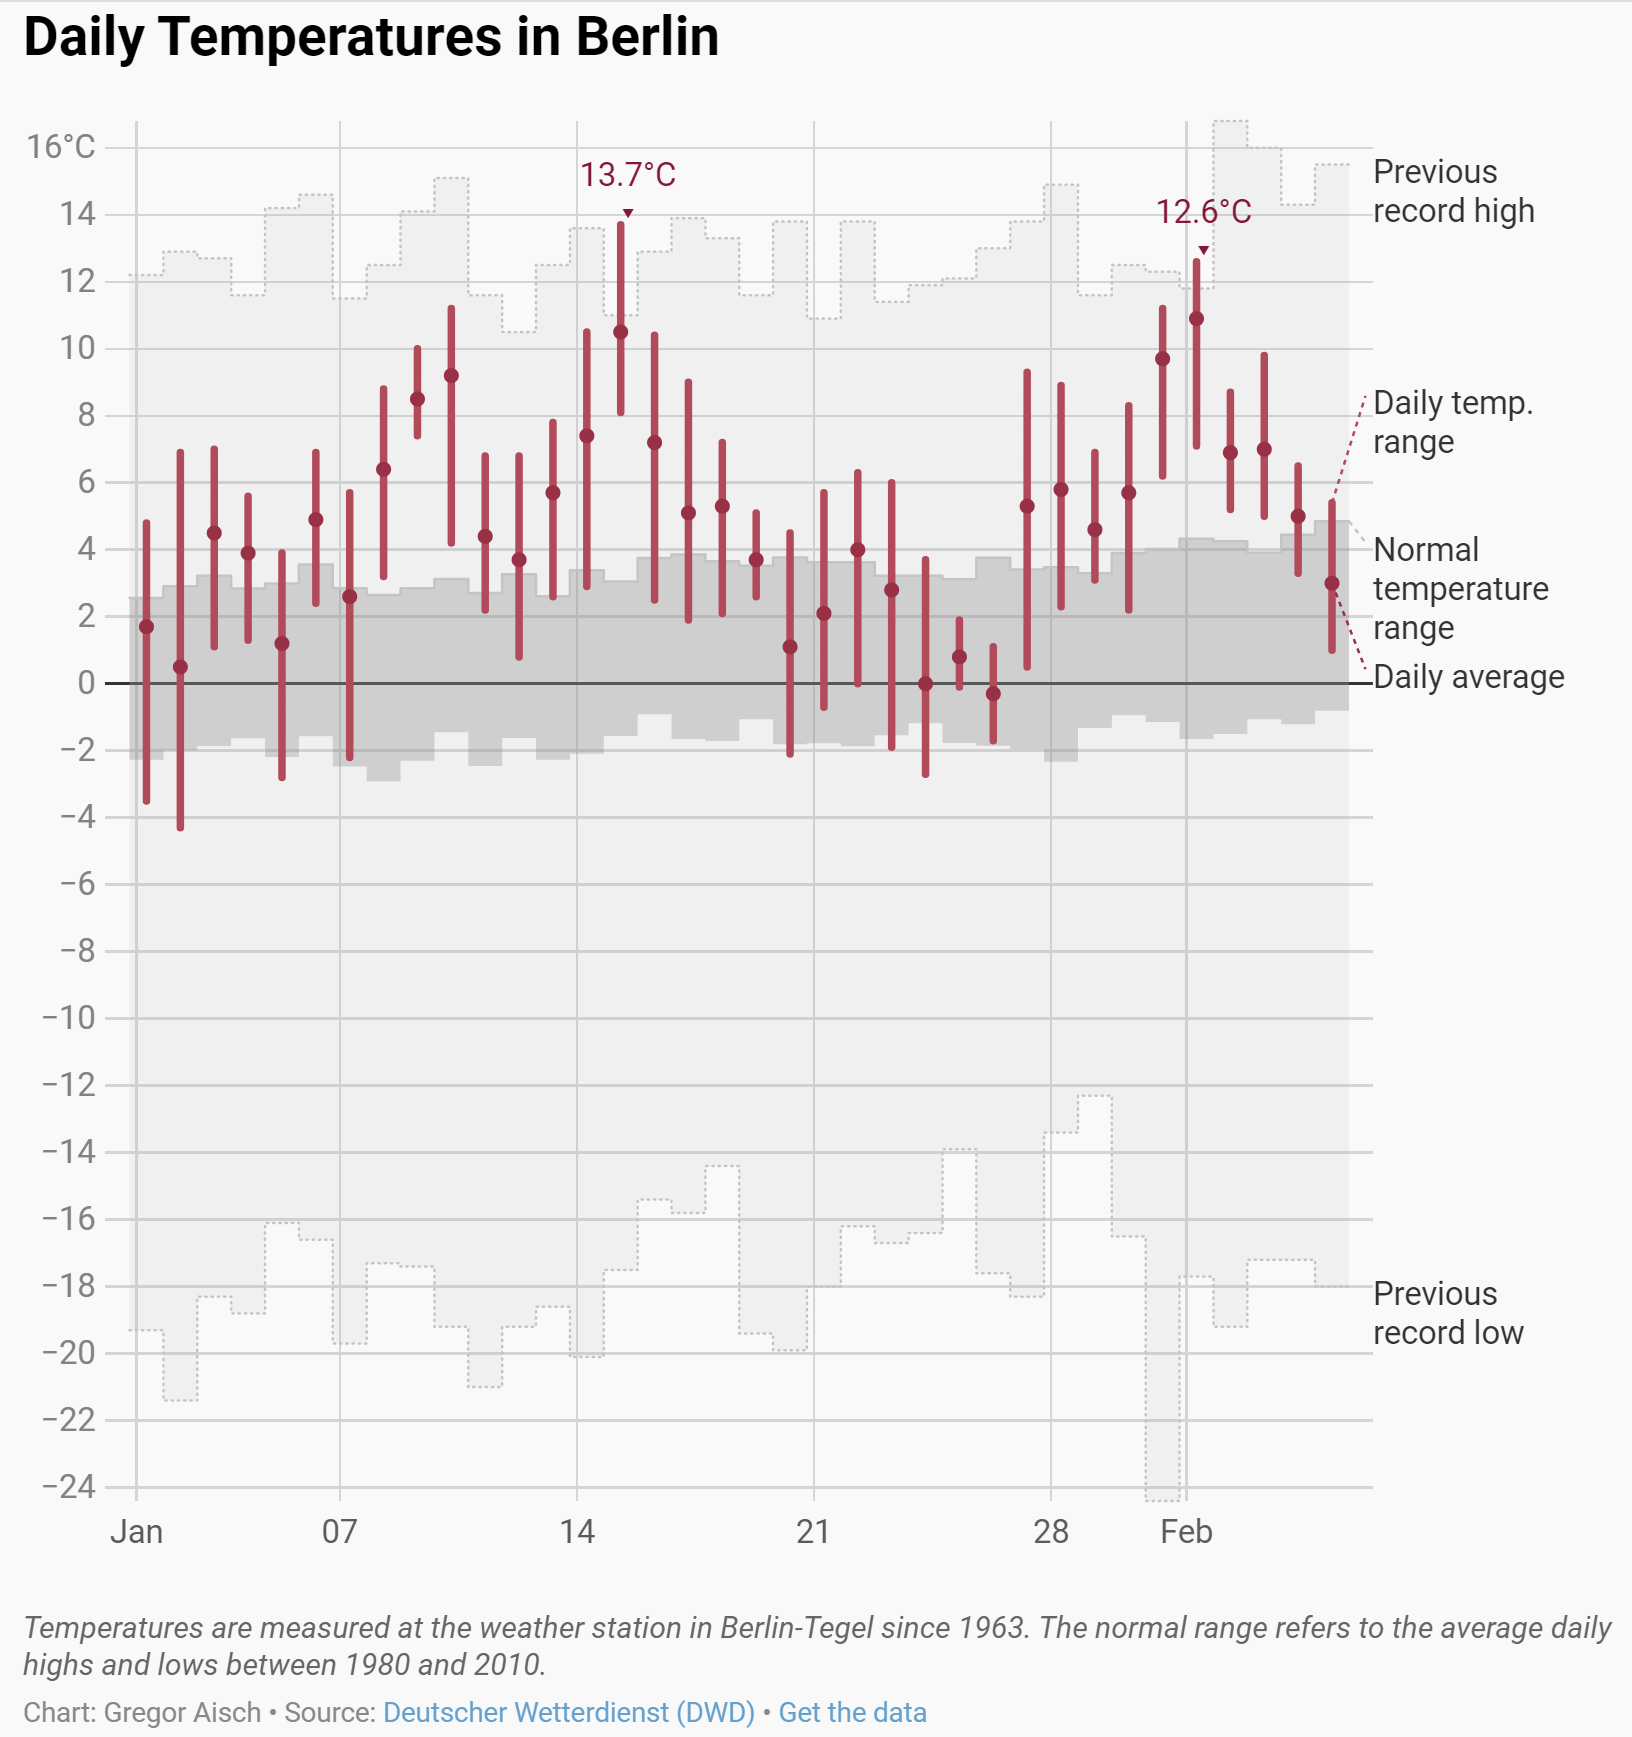 Daily Temperatures in Berlin
16°C
14
12
10
8
6
4
2
0
−2
−4
−6
−8
−10
−12
−14
−16
−18
−20
−22
−24
13.7°C
12.6°C
Previous
record high
Daily temp.
range
Normal
temperature
range
Daily average
Previous
record low
Jan 07 14 21 28 Feb
Temperatures are measured at the weather station in Berlin-Tegel since 1963. The normal range refers to the average daily
highs and lows between 1980 and 2010.
Chart: Gregor Aisch • Source: Deutscher Wetterdienst (DWD) • Get the data